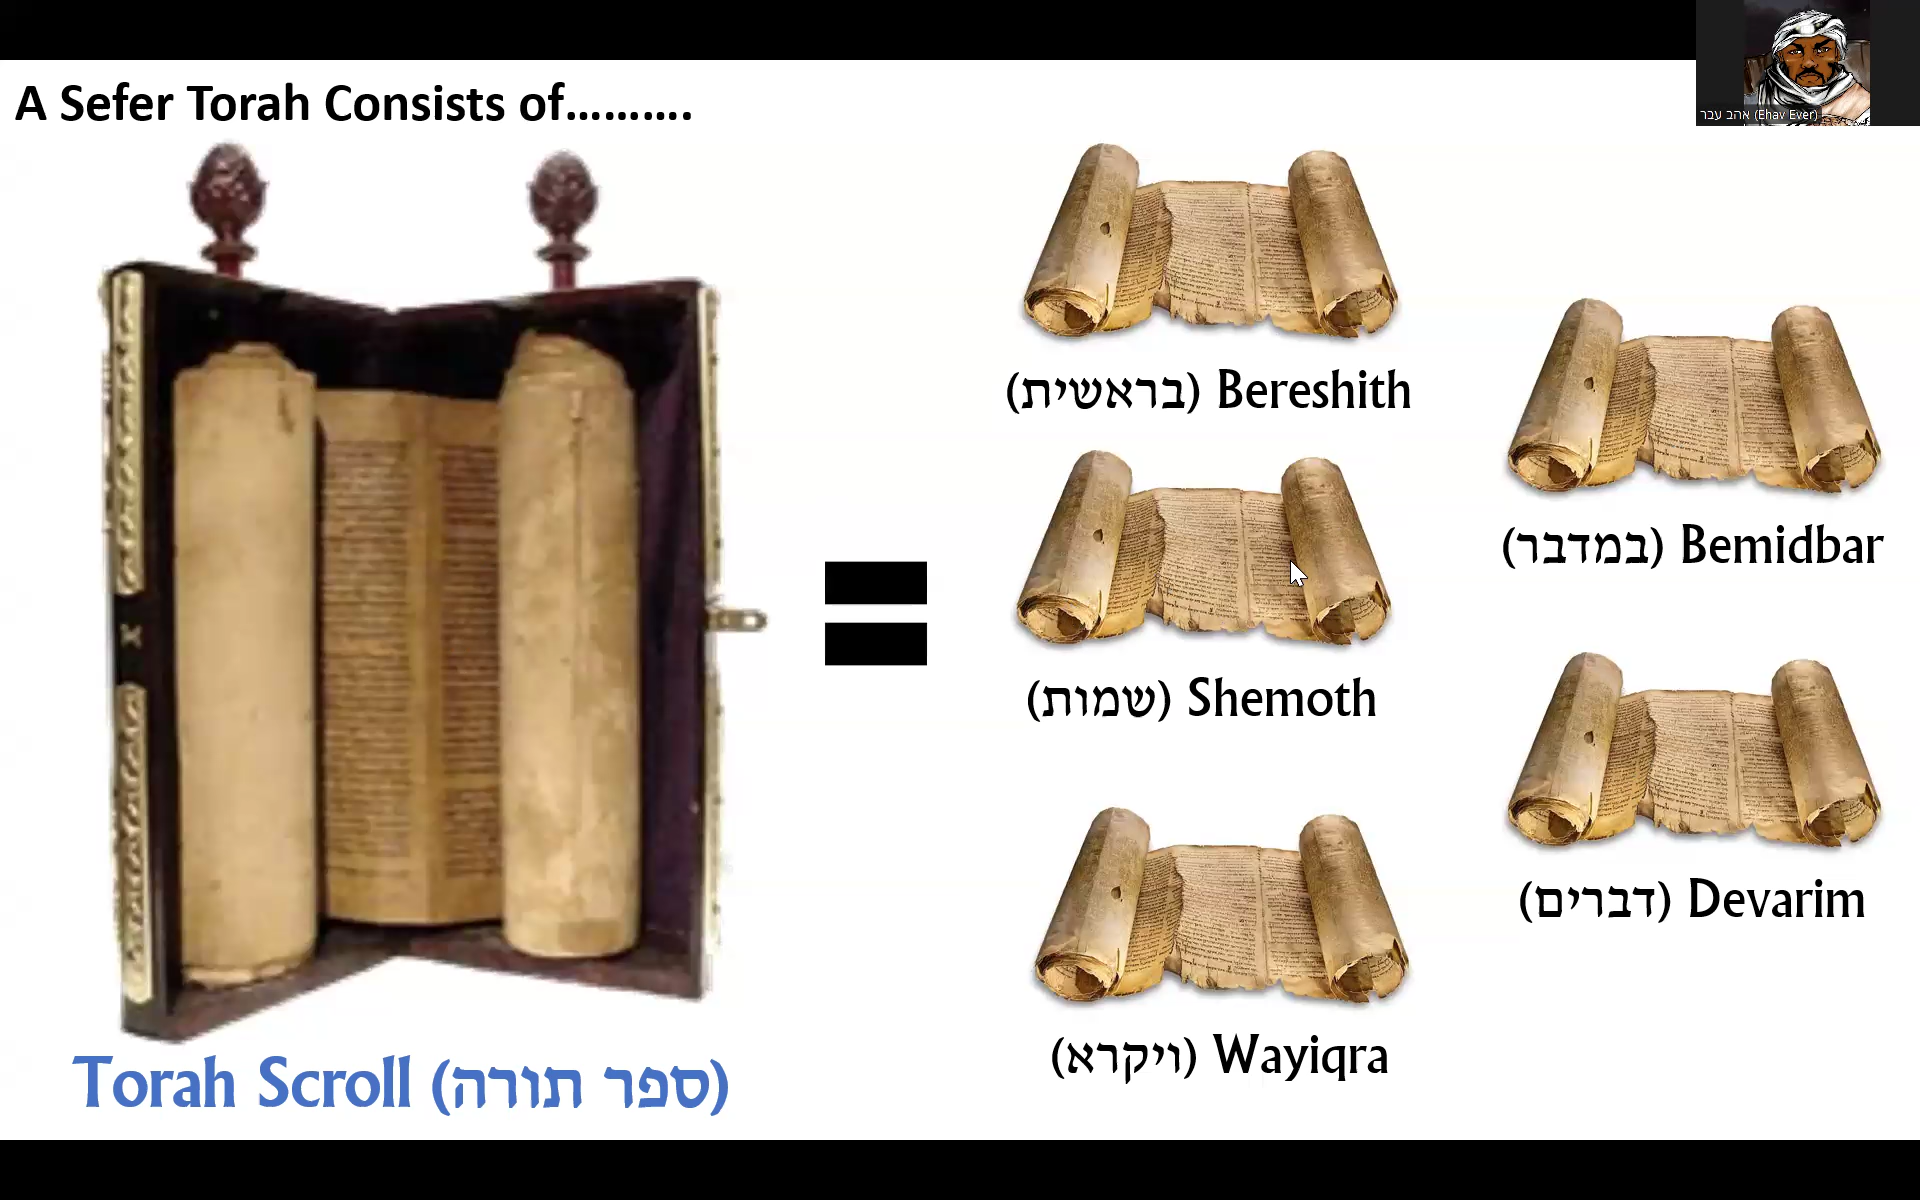 A Sefer Torah Consists of..........
אהב עבר (Ehav Ever)
(בראשית) Bereshith
(שמות) Shemoth
(ויקרא) Wayiqra
(במדבר) Bemidbar
(דברים) Devarim
Torah Scroll (ספר תורה)